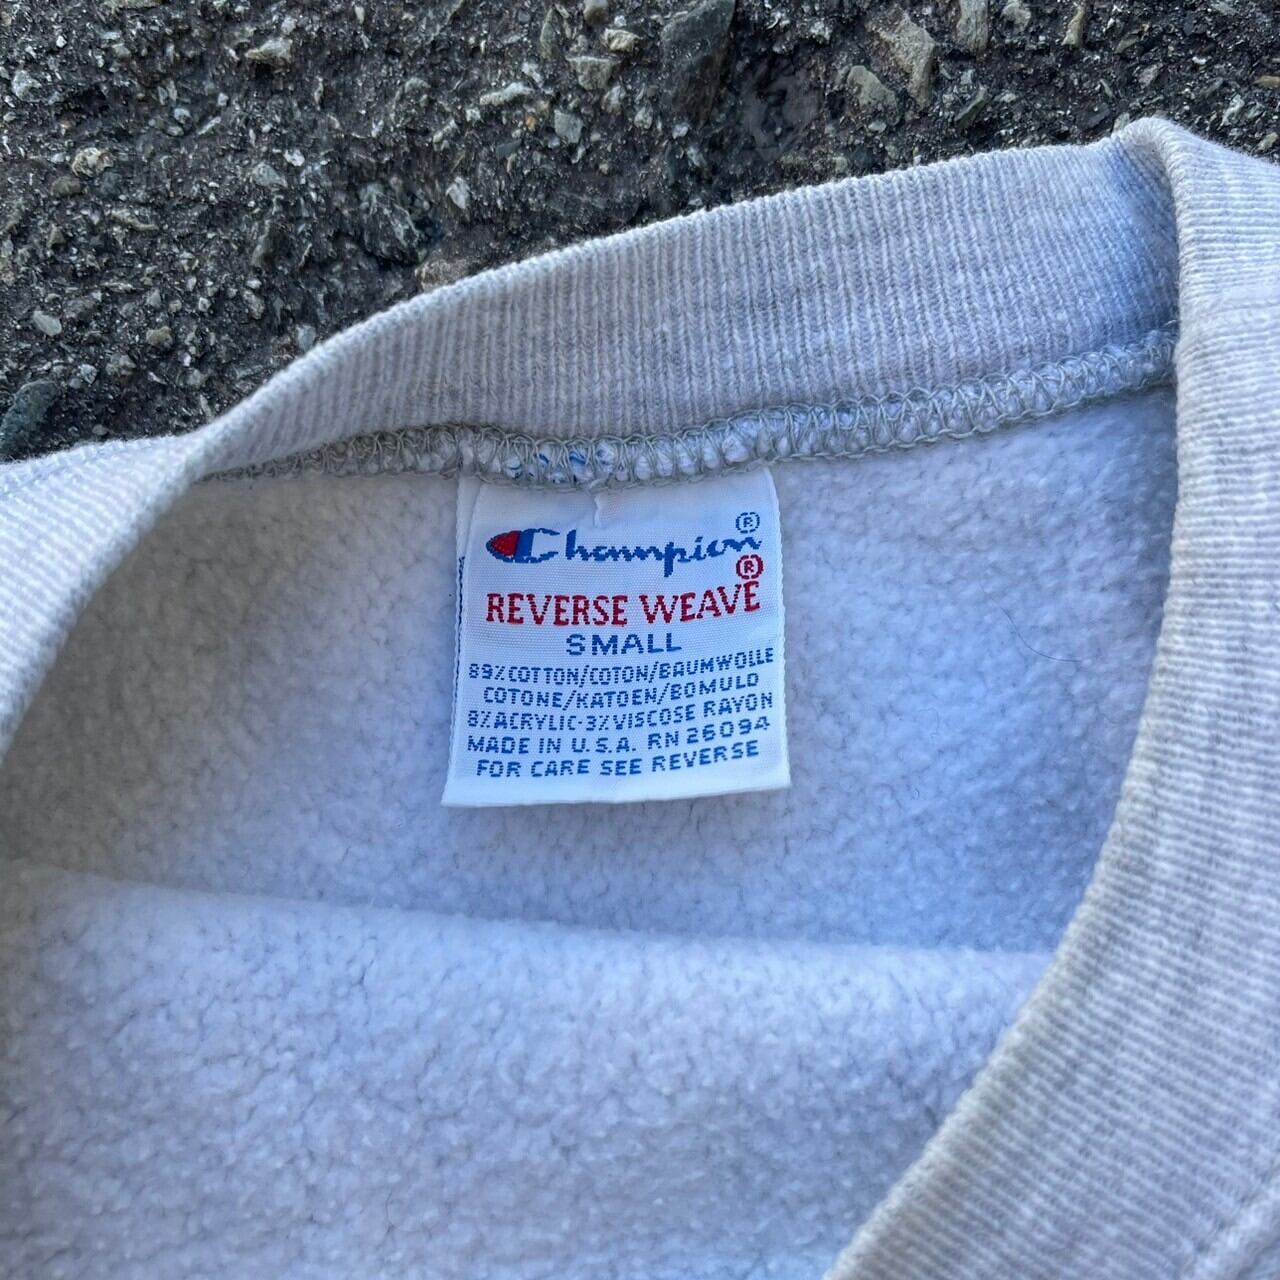 Champion®
REVERSE WEAVE®
SMALL
89% COTTON/COTON/BAUMWOLLE
COTONE/KATOEN/BOMULD
8% ACRYLIC-3% VISCOSE RAYON
MADE IN U.S.A. RN 26094
FOR CARE SEE REVERSE